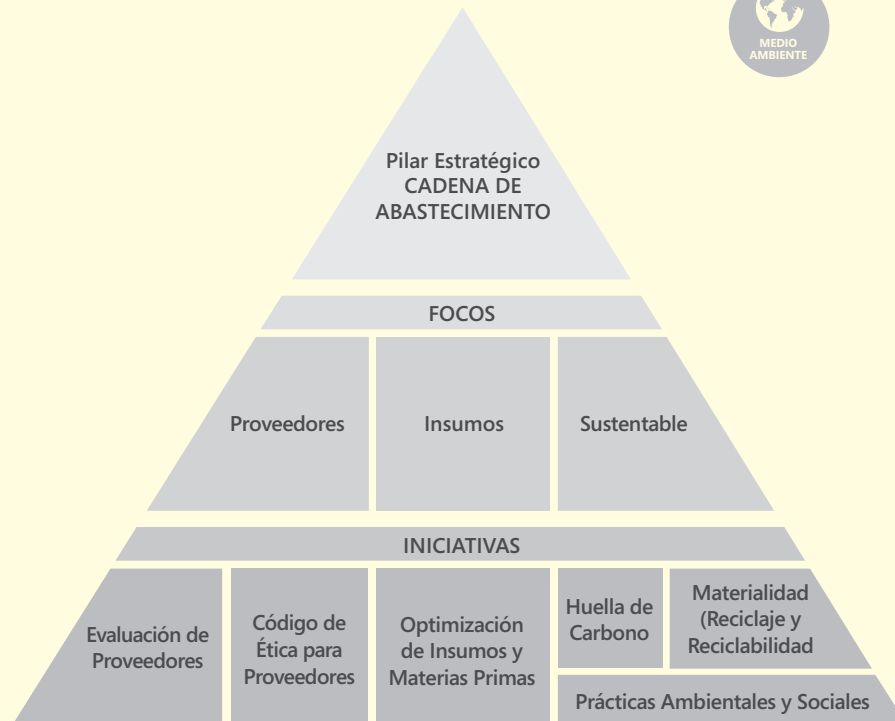 MEDIO
AMBIENTE
Pilar Estratégico
CADENA DE
ABASTECIMIENTO
FOCOS
Proveedores
Insumos
Sustentable
INICIATIVAS
Evaluación de
Proveedores
Código de
Ética para
Proveedores
Optimización
de Insumos y
Materias Primas
Huella de
Carbono
Materialidad
(Reciclaje y
Reciclabilidad
Prácticas Ambientales y Sociales